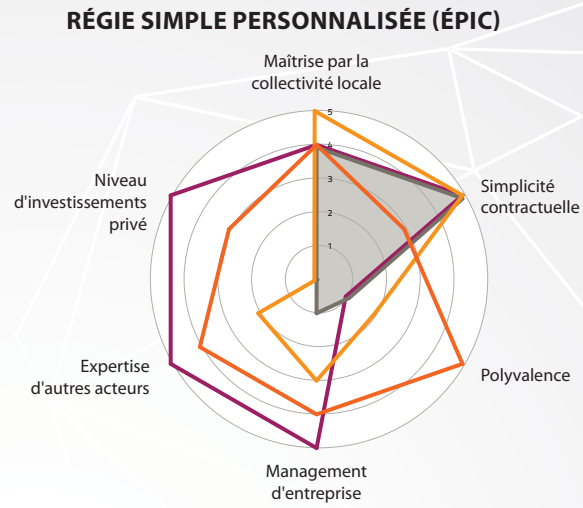 RÉGIE SIMPLE PERSONNALISÉE (ÉPIC)
Maîtrise par la
collectivité locale
5
4
3
2
1
Niveau
d'investissements
privé
Simplicité
contractuelle
Expertise
d'autres acteurs
Polyvalence
Management
d'entreprise